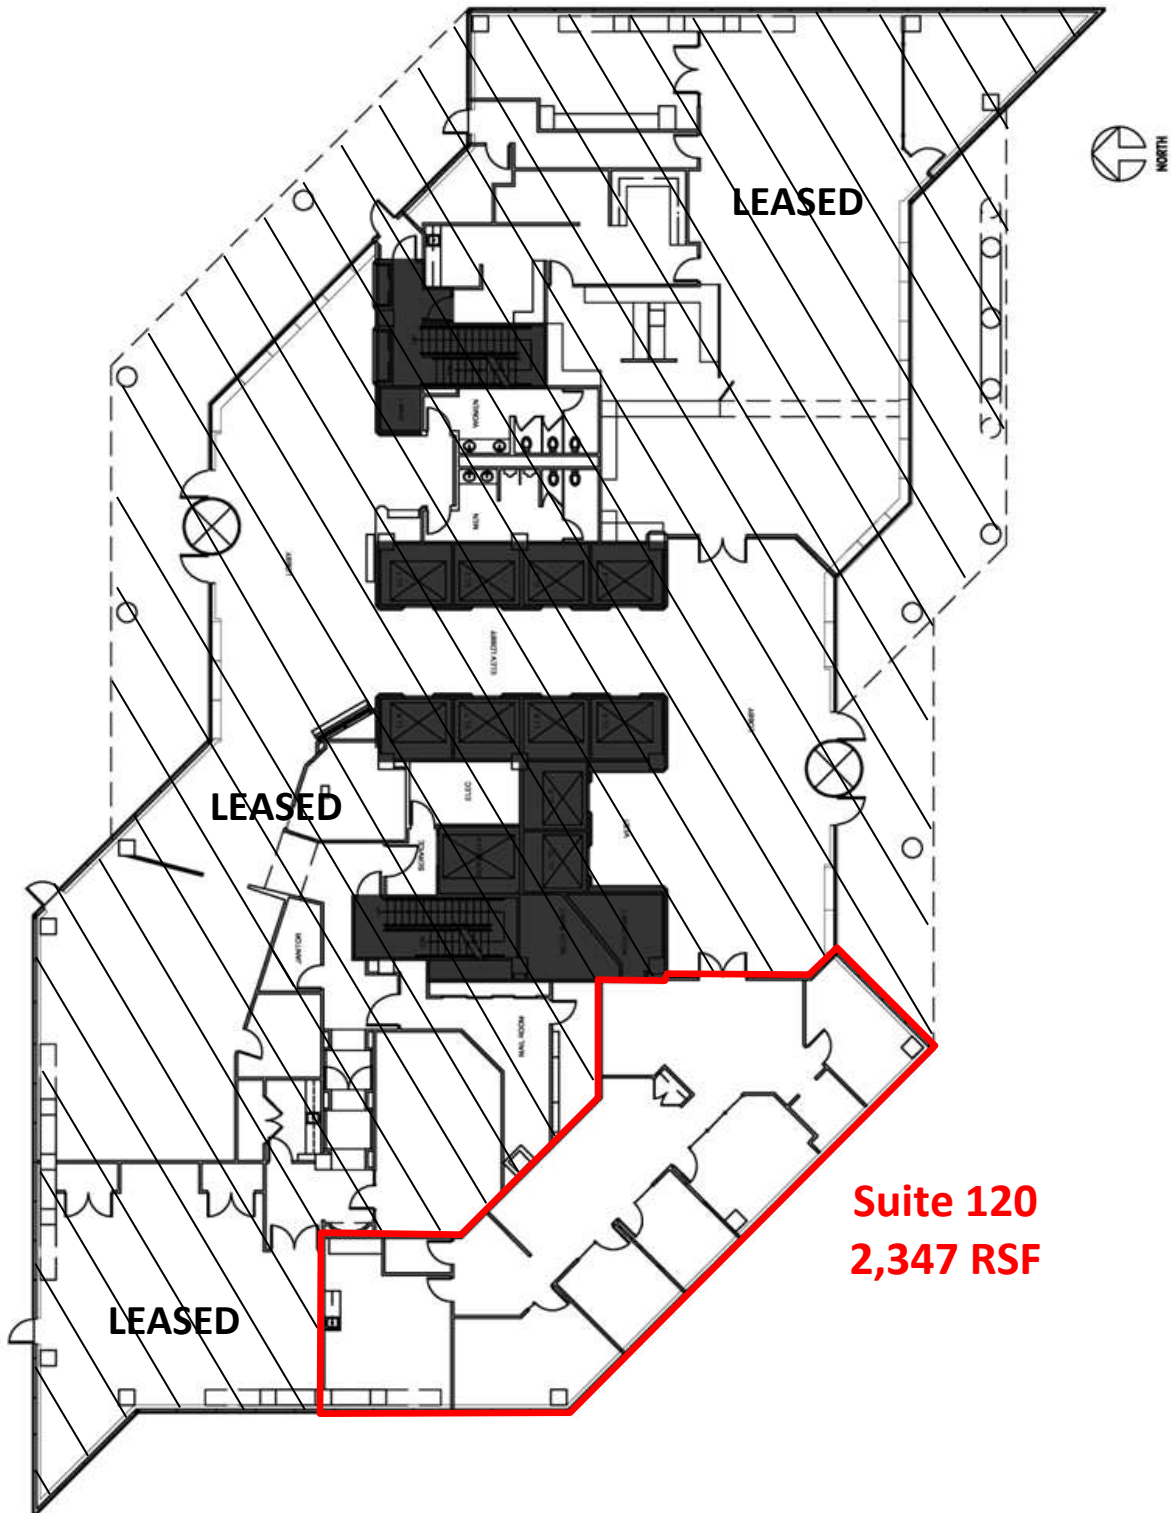 NORTH
LEASED
WOMEN
MEN
LOBBY
ELEV LOBBY
LOBBY
LEASED
ELEC
VEST
SERVICE
JANITOR
MAIL ROOM
Suite 120
2,347 RSF
LEASED